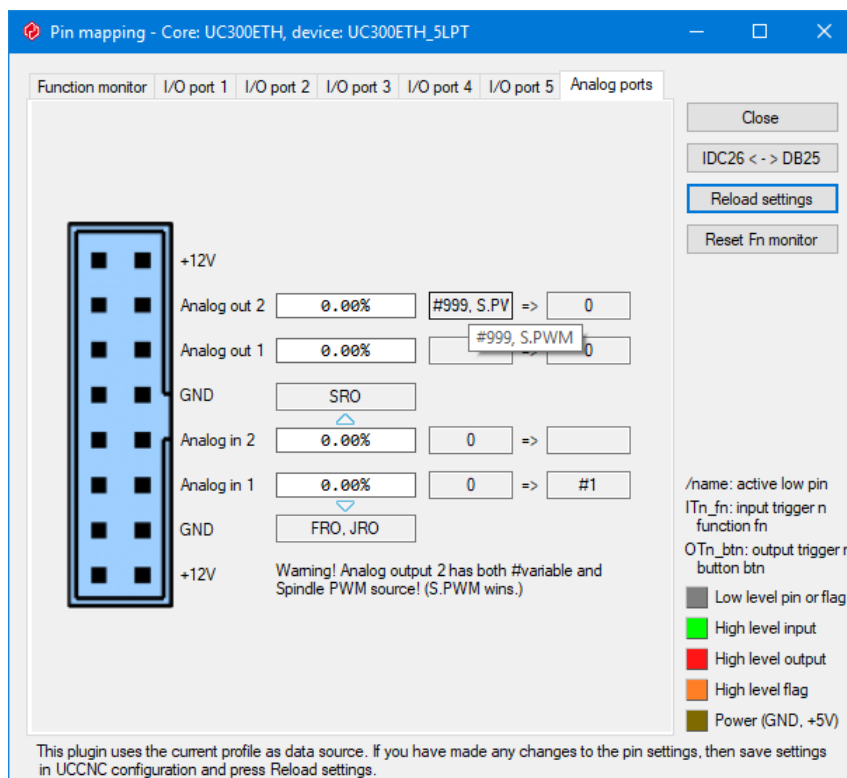 Pin mapping - Core: UC300ETH, device: UC300ETH_5LPT
Function monitor I/O port 1 I/O port 2 I/O port 3 I/O port 4 I/O port 5 Analog ports
Close
IDC26 < - > DB25
Reload settings
Reset Fn monitor
+12V
Analog out 2 0.00% #999, S.PW => 0
#999, S.PWM
Analog out 1 0.00% => 0
GND SRO
Analog in 2 0.00% 0 =>
Analog in 1 0.00% 0 => #1
GND FRO, JRO
+12V
Warning! Analog output 2 has both #variable and
Spindle PWM source! (S.PWM wins.)
/name: active low pin
ITn_fn: input trigger n
function fn
OTn_btn: output trigger n
button btn
Low level pin or flag
High level input
High level output
High level flag
Power (GND, +5V)
This plugin uses the current profile as data source. If you have made any changes to the pin settings, then save settings
in UCCNC configuration and press Reload settings.